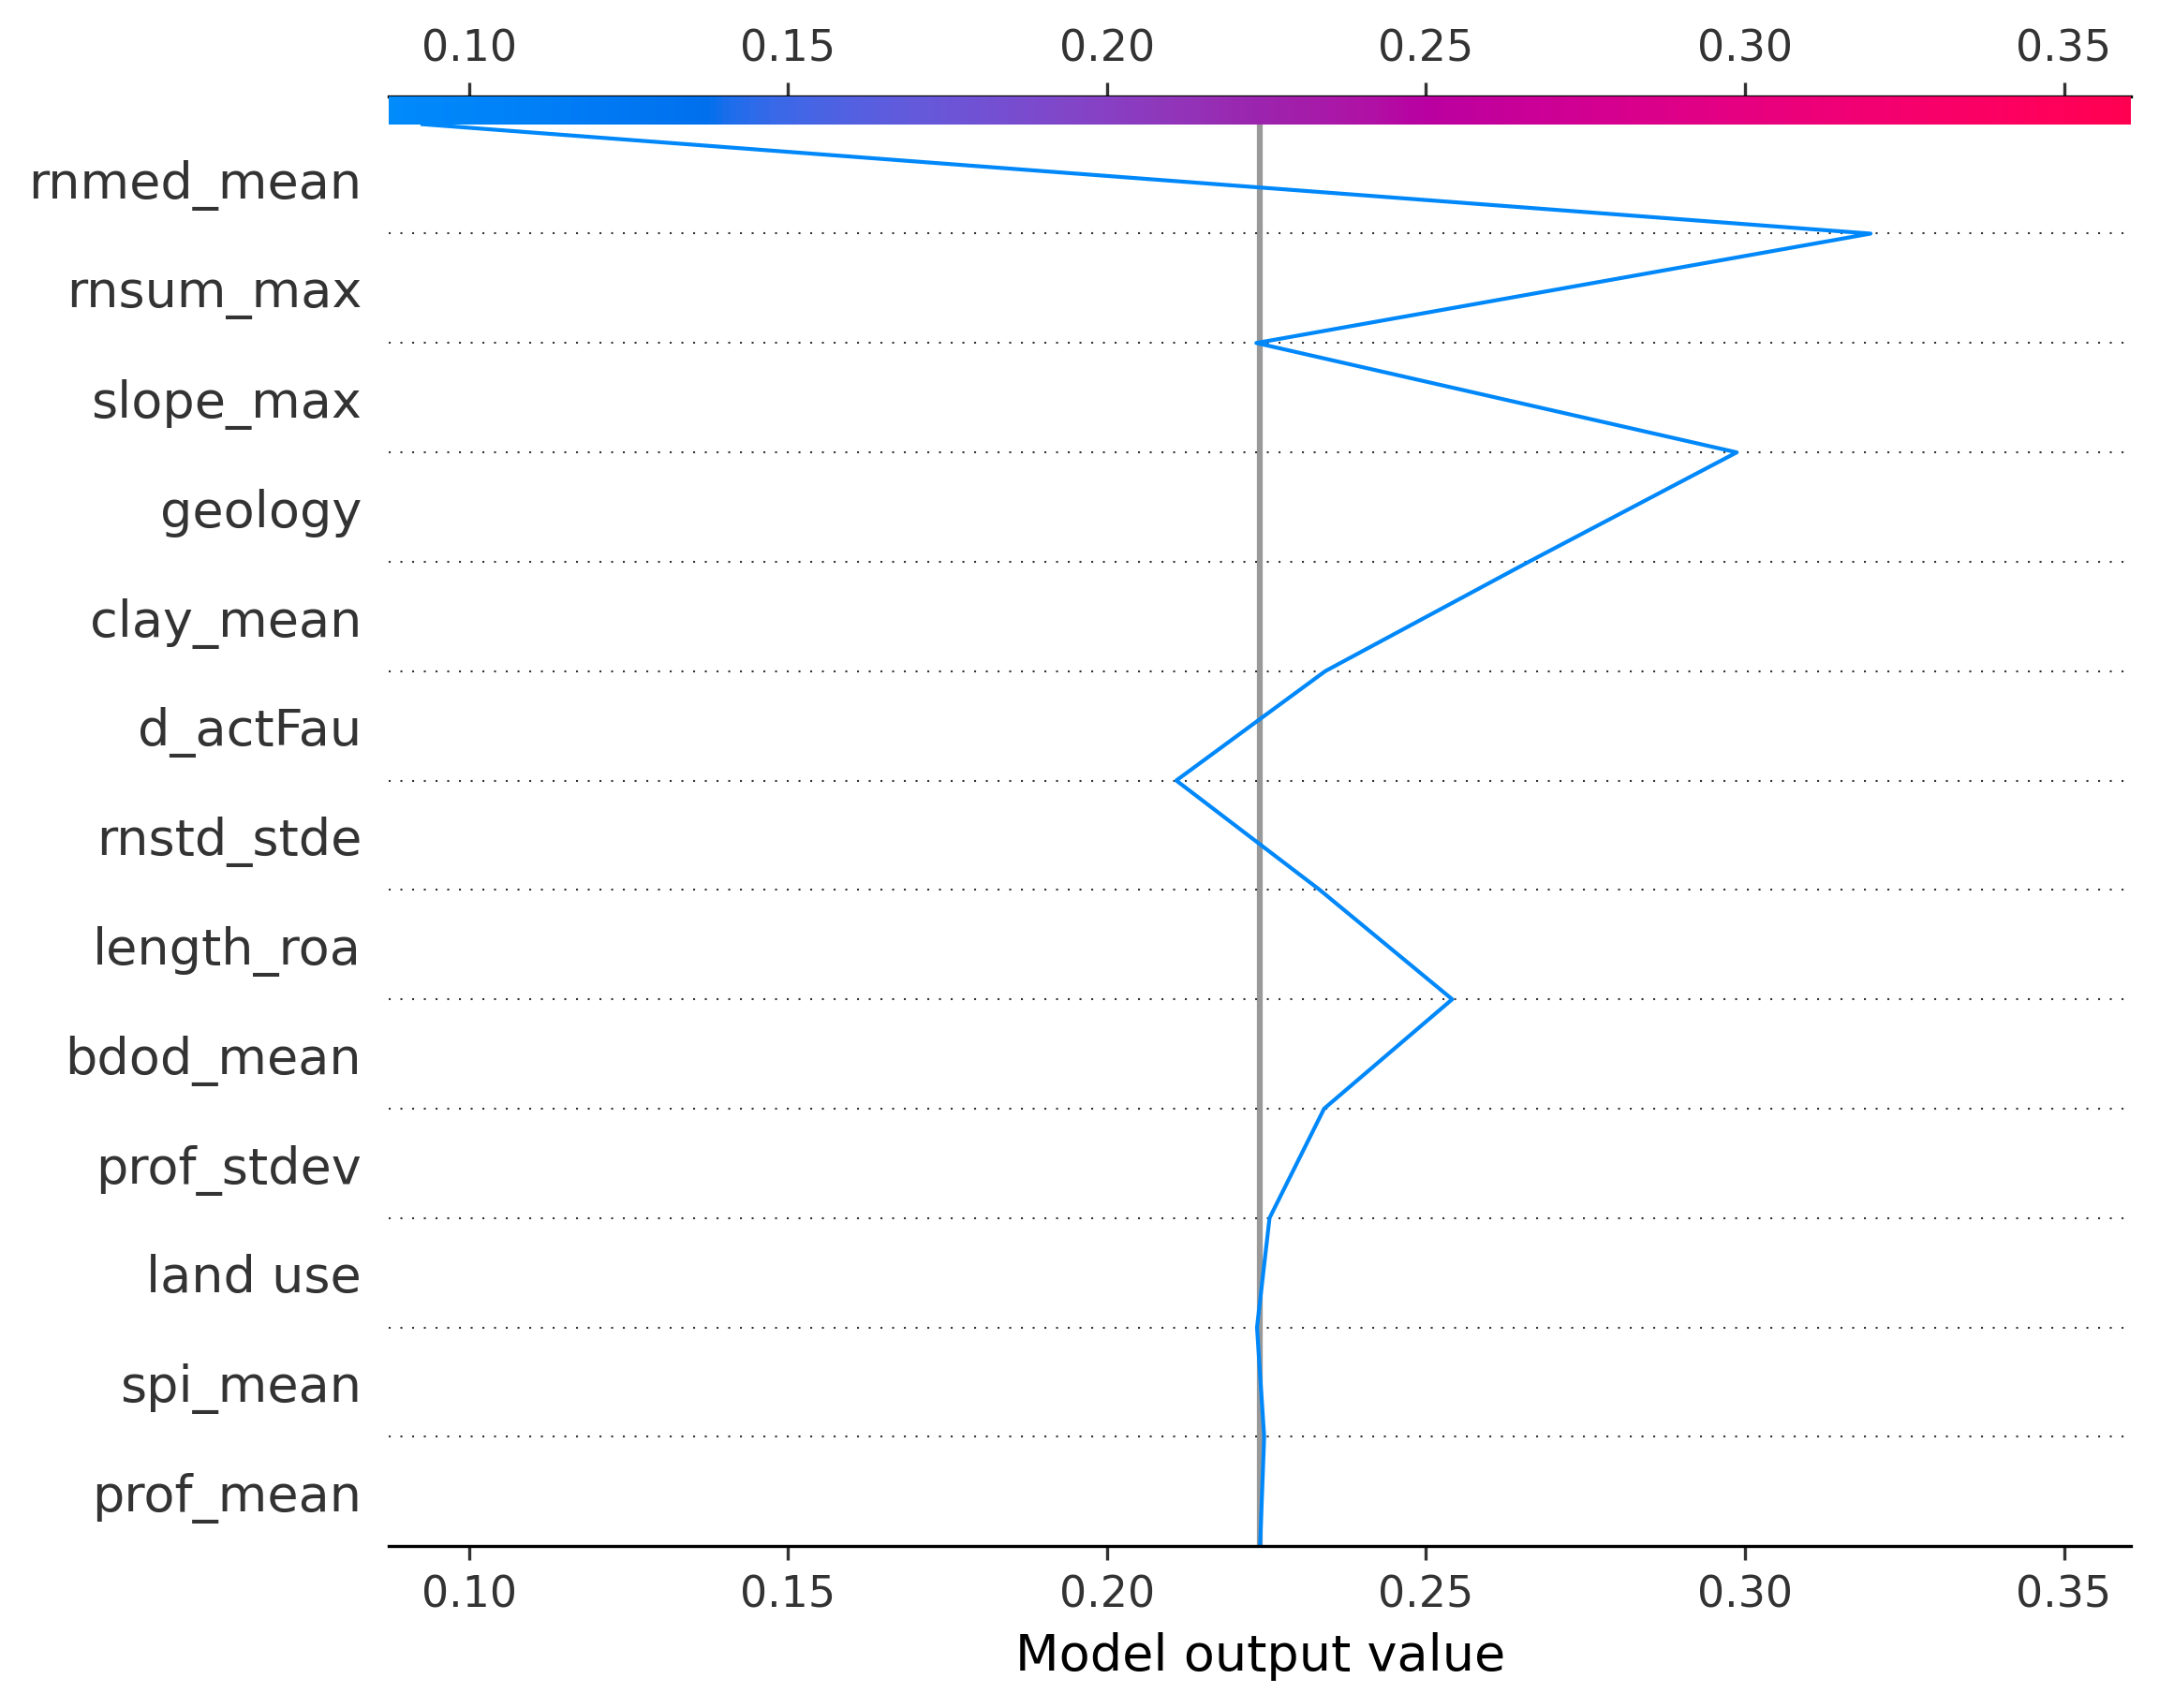 0.10 0.15 0.20 0.25 0.30 0.35
rnmed_mean
rnsum_max
slope_max
geology
clay_mean
d_actFau
rnstd_stde
length_roa
bdod_mean
prof_stdev
land use
spi_mean
prof_mean
0.10 0.15 0.20 0.25 0.30 0.35
Model output value